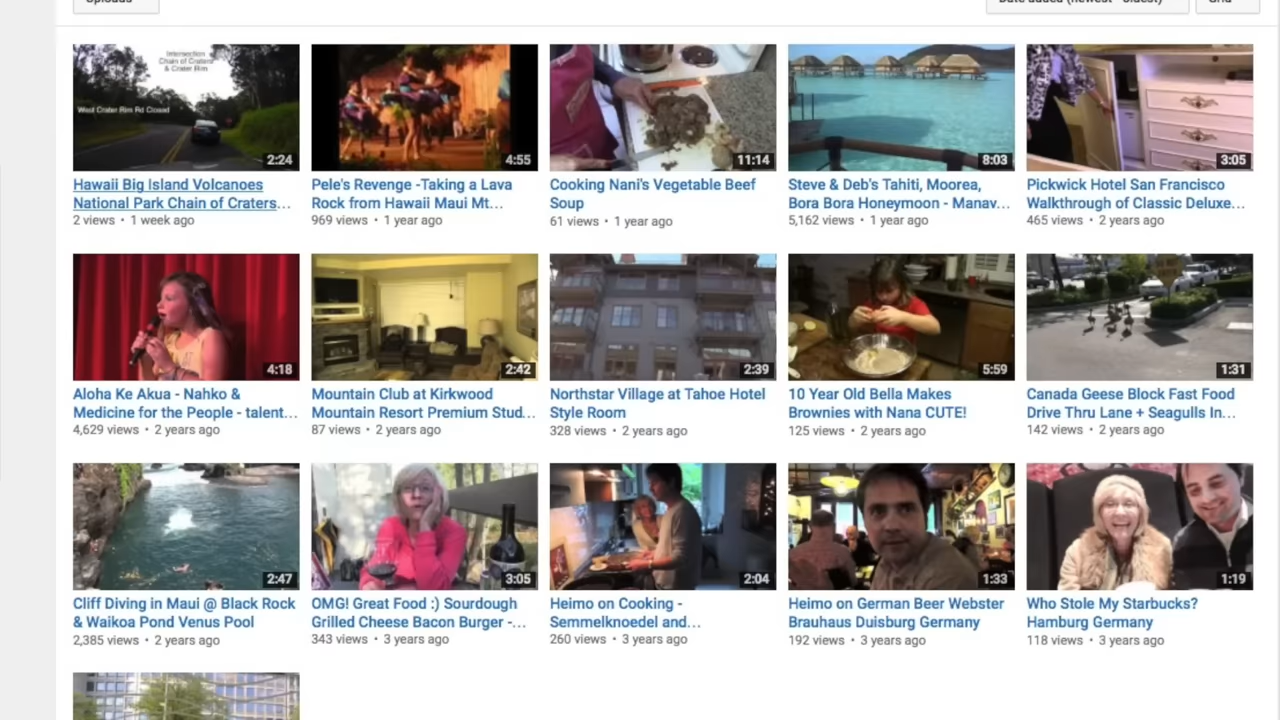 Uploads
Date added (newest - oldest)
Grid
Intersection
Chain of Craters
& Crater Rim
West Crater Rim Rd Closed
2:24
4:55
11:14
8:03
3:05
Hawaii Big Island Volcanoes
National Park Chain of Craters...
2 views • 1 week ago
Pele's Revenge -Taking a Lava
Rock from Hawaii Maui Mt...
969 views • 1 year ago
Cooking Nani's Vegetable Beef
Soup
61 views • 1 year ago
Steve & Deb's Tahiti, Moorea,
Bora Bora Honeymoon - Manav...
5,162 views • 1 year ago
Pickwick Hotel San Francisco
Walkthrough of Classic Deluxe...
465 views • 2 years ago
4:18
2:42
2:39
5:59
1:31
Aloha Ke Akua - Nahko &
Medicine for the People - talent...
4,629 views • 2 years ago
Mountain Club at Kirkwood
Mountain Resort Premium Stud...
87 views • 2 years ago
Northstar Village at Tahoe Hotel
Style Room
328 views • 2 years ago
10 Year Old Bella Makes
Brownies with Nana CUTE!
125 views • 2 years ago
Canada Geese Block Fast Food
Drive Thru Lane + Seagulls In...
142 views • 2 years ago
2:47
3:05
2:04
1:33
1:19
Cliff Diving in Maui @ Black Rock
& Waikoa Pond Venus Pool
2,385 views • 2 years ago
OMG! Great Food :) Sourdough
Grilled Cheese Bacon Burger -...
343 views • 3 years ago
Heimo on Cooking -
Semmelknoedel and...
260 views • 3 years ago
Heimo on German Beer Webster
Brauhaus Duisburg Germany
192 views • 3 years ago
Who Stole My Starbucks?
Hamburg Germany
118 views • 3 years ago